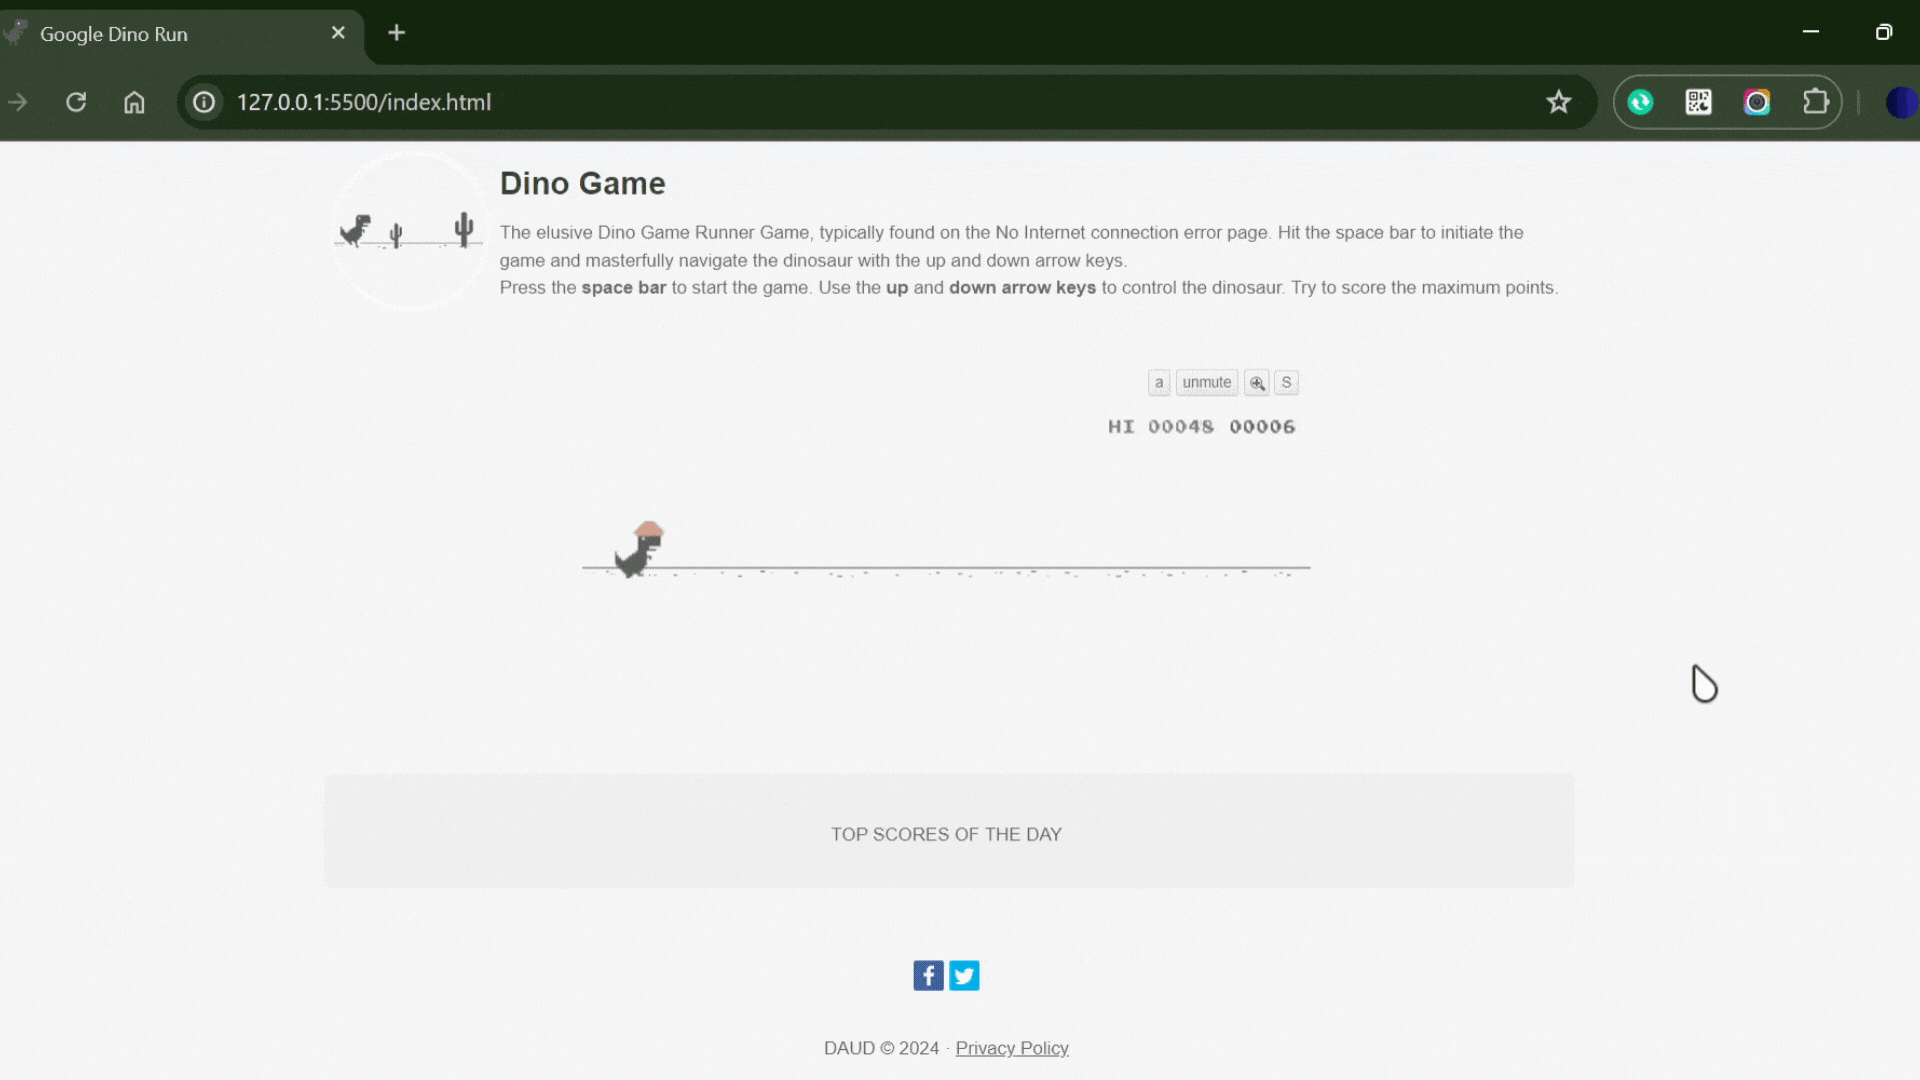 Google Dino Run
127.0.0.1:5500/index.html
Dino Game
The elusive Dino Game Runner Game, typically found on the No Internet connection error page. Hit the space bar to initiate the
game and masterfully navigate the dinosaur with the up and down arrow keys.
Press the space bar to start the game. Use the up and down arrow keys to control the dinosaur. Try to score the maximum points.
a unmute S
HI 00048 00006
TOP SCORES OF THE DAY
DAUD © 2024 · Privacy Policy